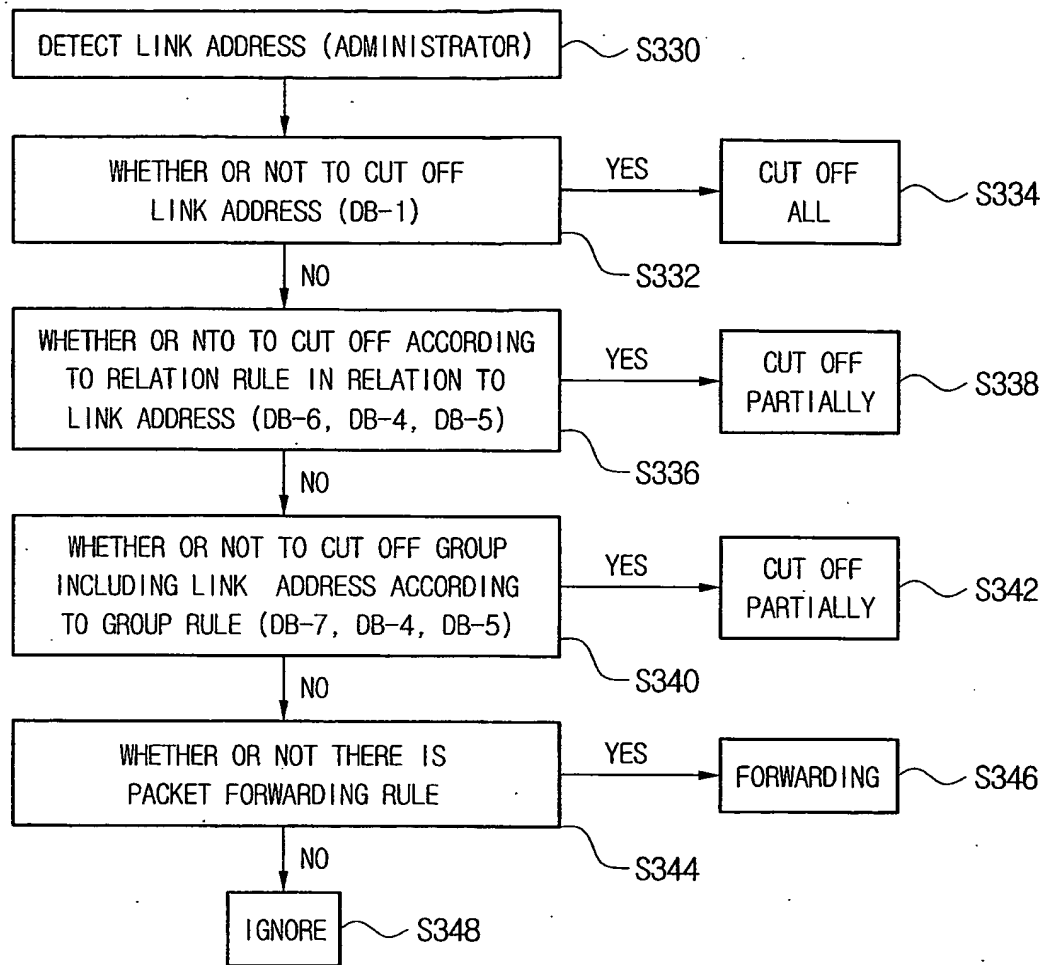 DETECT LINK ADDRESS (ADMINISTRATOR)
S330
WHETHER OR NOT TO CUT OFF
LINK ADDRESS (DB-1)
YES
CUT OFF
ALL
S334
S332
NO
WHETHER OR NTO TO CUT OFF ACCORDING
TO RELATION RULE IN RELATION TO
LINK ADDRESS (DB-6, DB-4, DB-5)
YES
CUT OFF
PARTIALLY
S338
S336
NO
WHETHER OR NOT TO CUT OFF GROUP
INCLUDING LINK ADDRESS ACCORDING
TO GROUP RULE (DB-7, DB-4, DB-5)
YES
CUT OFF
PARTIALLY
S342
S340
NO
WHETHER OR NOT THERE IS
PACKET FORWARDING RULE
YES
FORWARDING
S346
S344
NO
IGNORE
S348